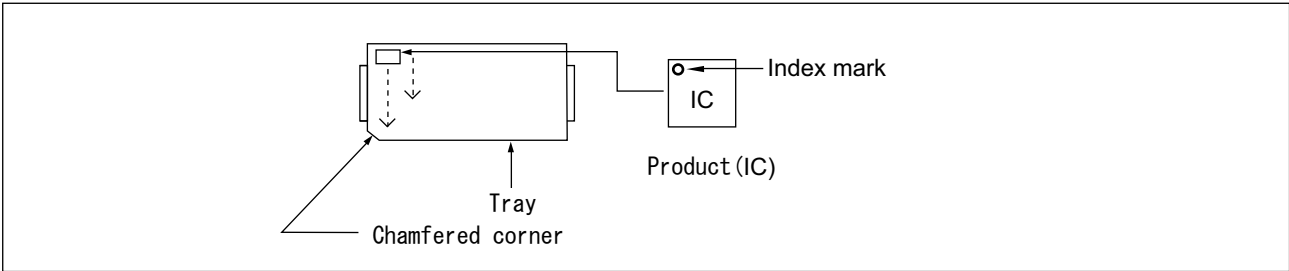 Index mark
IC
Product(IC)
Tray
Chamfered corner